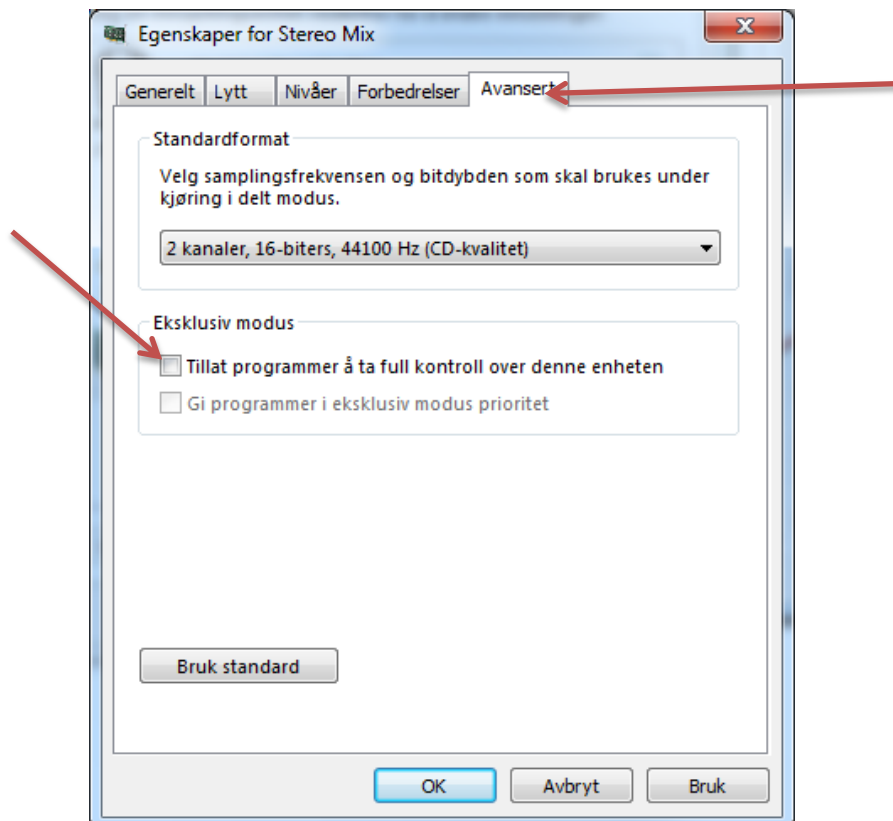 Egenskaper for Stereo Mix
Generelt Lytt Nivåer Forbedrelser Avansert
Standardformat
Velg samplingsfrekvensen og bitdybden som skal brukes under
kjøring i delt modus.
2 kanaler, 16-biters, 44100 Hz (CD-kvalitet)
Eksklusiv modus
Tillat programmer å ta full kontroll over denne enheten
Gi programmer i eksklusiv modus prioritet
Bruk standard
OK Avbryt Bruk